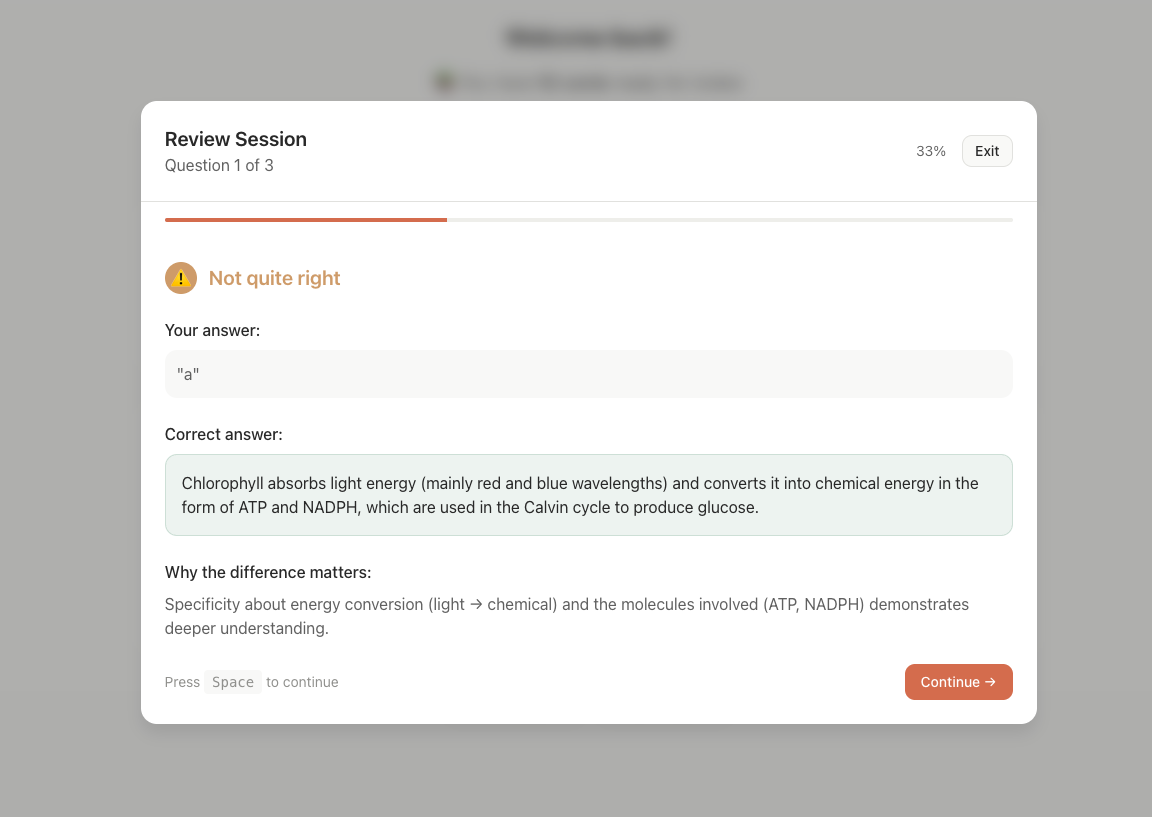 Welcome back!
Review Session
Question 1 of 3
33%
Exit
Not quite right
Your answer:
"a"
Correct answer:
Chlorophyll absorbs light energy (mainly red and blue wavelengths) and converts it into chemical energy in the
form of ATP and NADPH, which are used in the Calvin cycle to produce glucose.
Why the difference matters:
Specificity about energy conversion (light → chemical) and the molecules involved (ATP, NADPH) demonstrates
deeper understanding.
Press Space to continue
Continue →